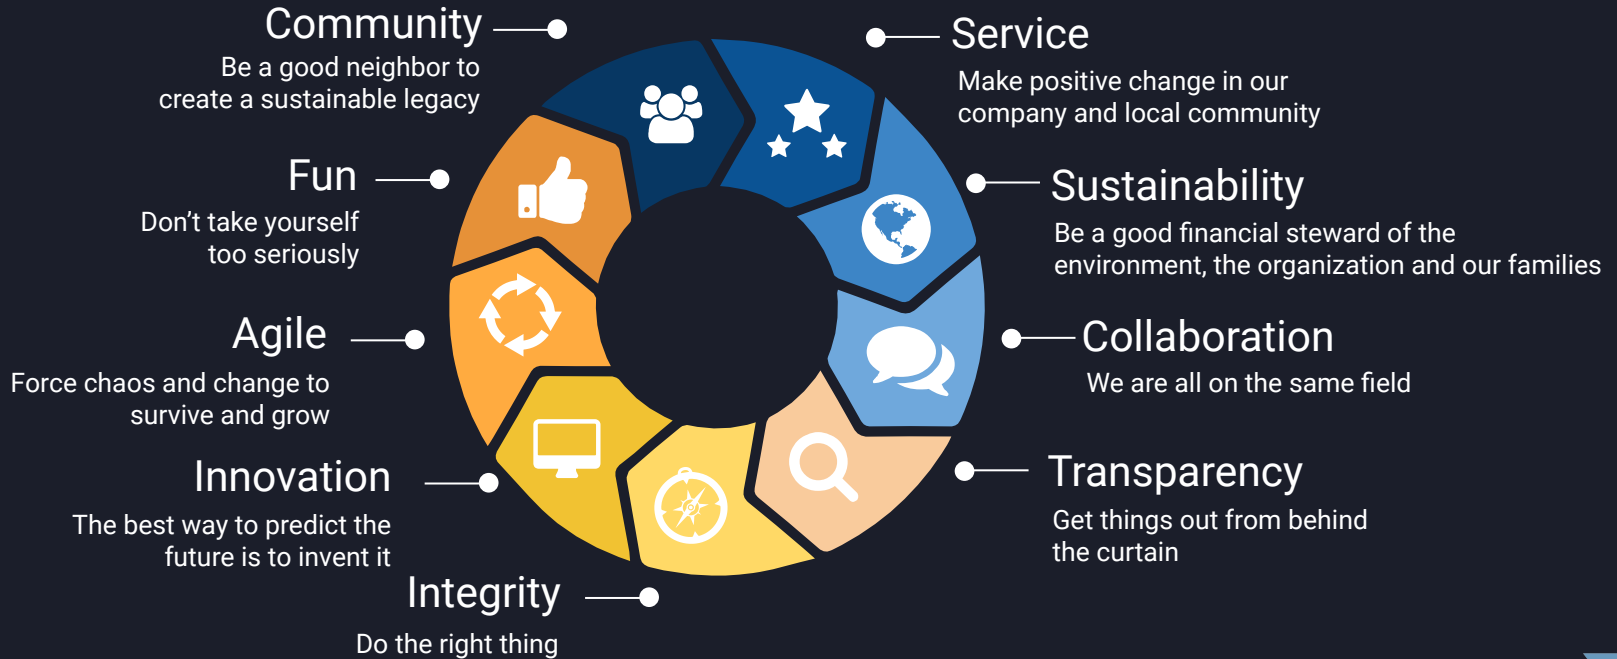 Community
Be a good neighbor to
create a sustainable legacy
Service
Make positive change in our
company and local community
Sustainability
Be a good financial steward of the
environment, the organization and our families
Collaboration
We are all on the same field
Transparency
Get things out from behind
the curtain
Integrity
Do the right thing
Innovation
The best way to predict the
future is to invent it
Agile
Force chaos and change to
survive and grow
Fun
Don’t take yourself
too seriously